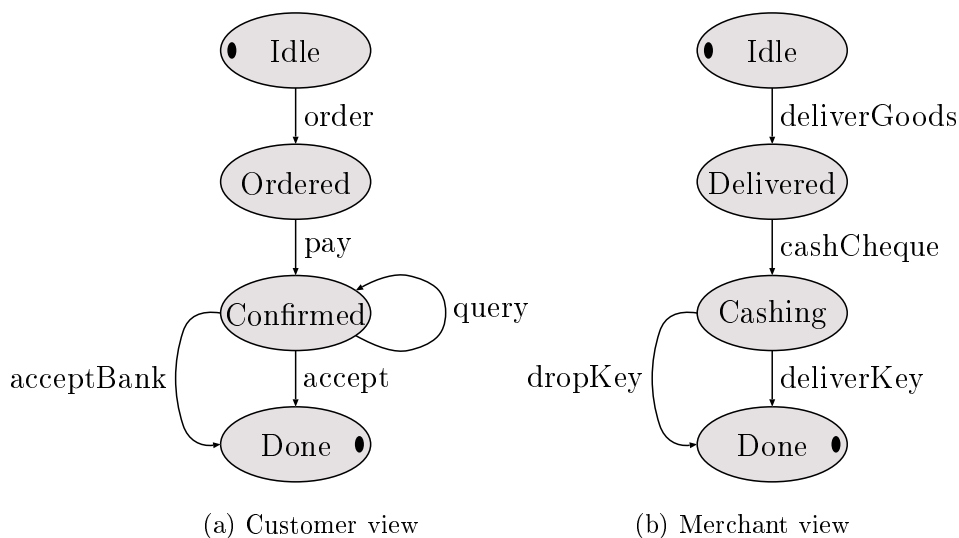 Idle
order
Ordered
pay
Confirmed
query
acceptBank
accept
Done
(a) Customer view
Idle
deliverGoods
Delivered
cashCheque
Cashing
dropKey
deliverKey
Done
(b) Merchant view